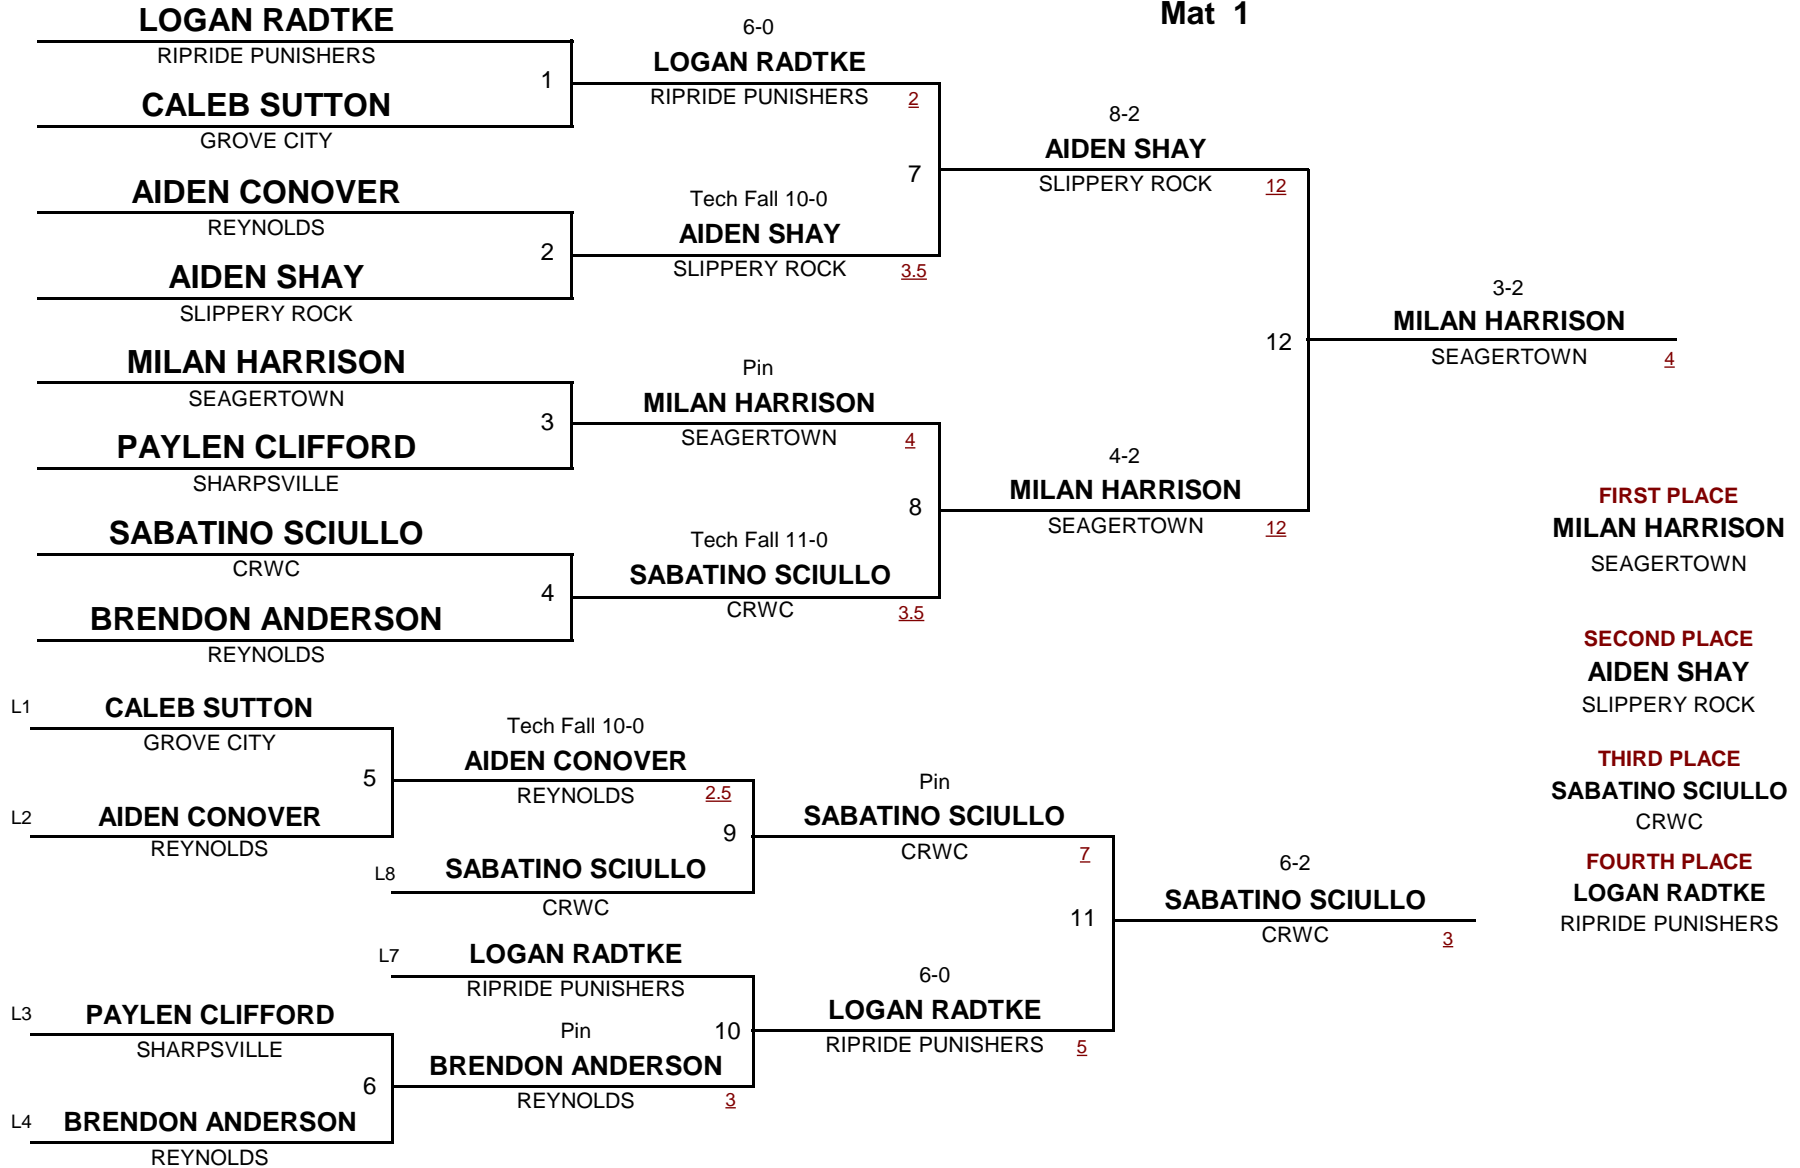 Mat 1
LOGAN RADTKE
RIPRIDE PUNISHERS
1
CALEB SUTTON
GROVE CITY
AIDEN CONOVER
REYNOLDS
2
AIDEN SHAY
SLIPPERY ROCK
MILAN HARRISON
SEAGERTOWN
3
PAYLEN CLIFFORD
SHARPSVILLE
SABATINO SCIULLO
CRWC
4
BRENDON ANDERSON
REYNOLDS
6-0
LOGAN RADTKE
RIPRIDE PUNISHERS 2
7
Tech Fall 10-0
AIDEN SHAY
SLIPPERY ROCK 3.5
Pin
MILAN HARRISON
SEAGERTOWN 4
8
Tech Fall 11-0
SABATINO SCIULLO
CRWC 3.5
8-2
AIDEN SHAY
SLIPPERY ROCK 12
12
4-2
MILAN HARRISON
SEAGERTOWN 12
3-2
MILAN HARRISON
SEAGERTOWN 4
L1 CALEB SUTTON
GROVE CITY
5
L2 AIDEN CONOVER
REYNOLDS
L3 PAYLEN CLIFFORD
SHARPSVILLE
6
L4 BRENDON ANDERSON
REYNOLDS
Tech Fall 10-0
AIDEN CONOVER
REYNOLDS 2.5
9
L8 SABATINO SCIULLO
CRWC
L7 LOGAN RADTKE
RIPRIDE PUNISHERS
10
Pin
BRENDON ANDERSON
REYNOLDS 3
Pin
SABATINO SCIULLO
CRWC 7
11
6-0
LOGAN RADTKE
RIPRIDE PUNISHERS 5
6-2
SABATINO SCIULLO
CRWC 3
FIRST PLACE
MILAN HARRISON
SEAGERTOWN
SECOND PLACE
AIDEN SHAY
SLIPPERY ROCK
THIRD PLACE
SABATINO SCIULLO
CRWC
FOURTH PLACE
LOGAN RADTKE
RIPRIDE PUNISHERS